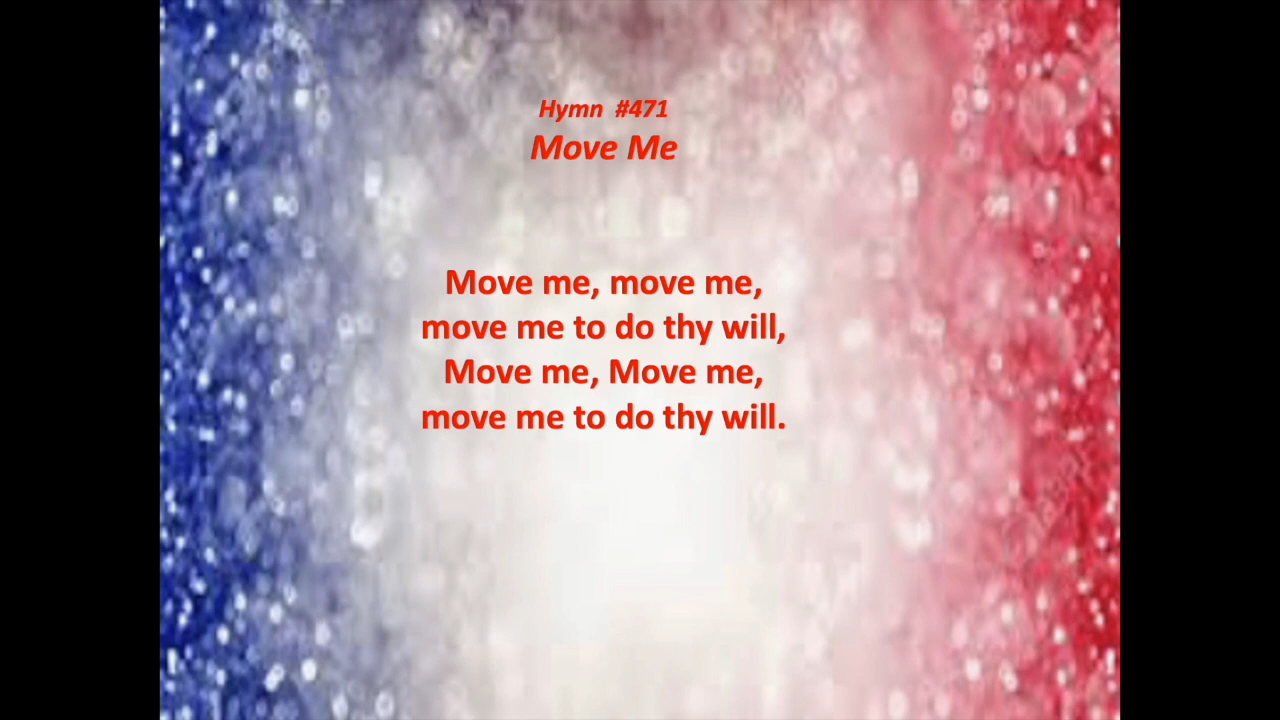 Hymn #471
Move Me
Move me, move me,
move me to do thy will,
Move me, Move me,
move me to do thy will.